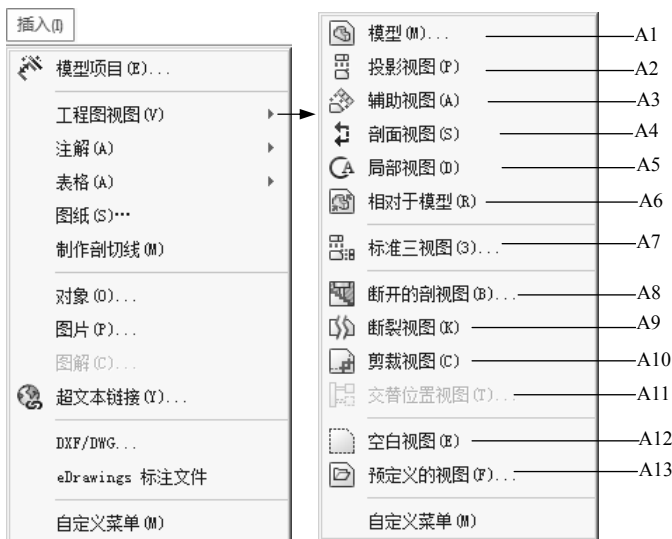 插入(I)
模型项目(E)...
工程图视图(V)
注解(A)
表格(A)
图纸(S)…
制作剖切线(M)
对象(O)...
图片(P)...
图解(C)...
超文本链接(Y)...
DXF/DWG...
eDrawings 标注文件
自定义菜单(M)
模型(M)... A1
投影视图(P) A2
辅助视图(A) A3
剖面视图(S) A4
局部视图(D) A5
相对于模型(R) A6
标准三视图(3)... A7
断开的剖视图(B)... A8
断裂视图(K) A9
剪裁视图(C) A10
交替位置视图(T)... A11
空白视图(E) A12
预定义的视图(F)... A13
自定义菜单(M)